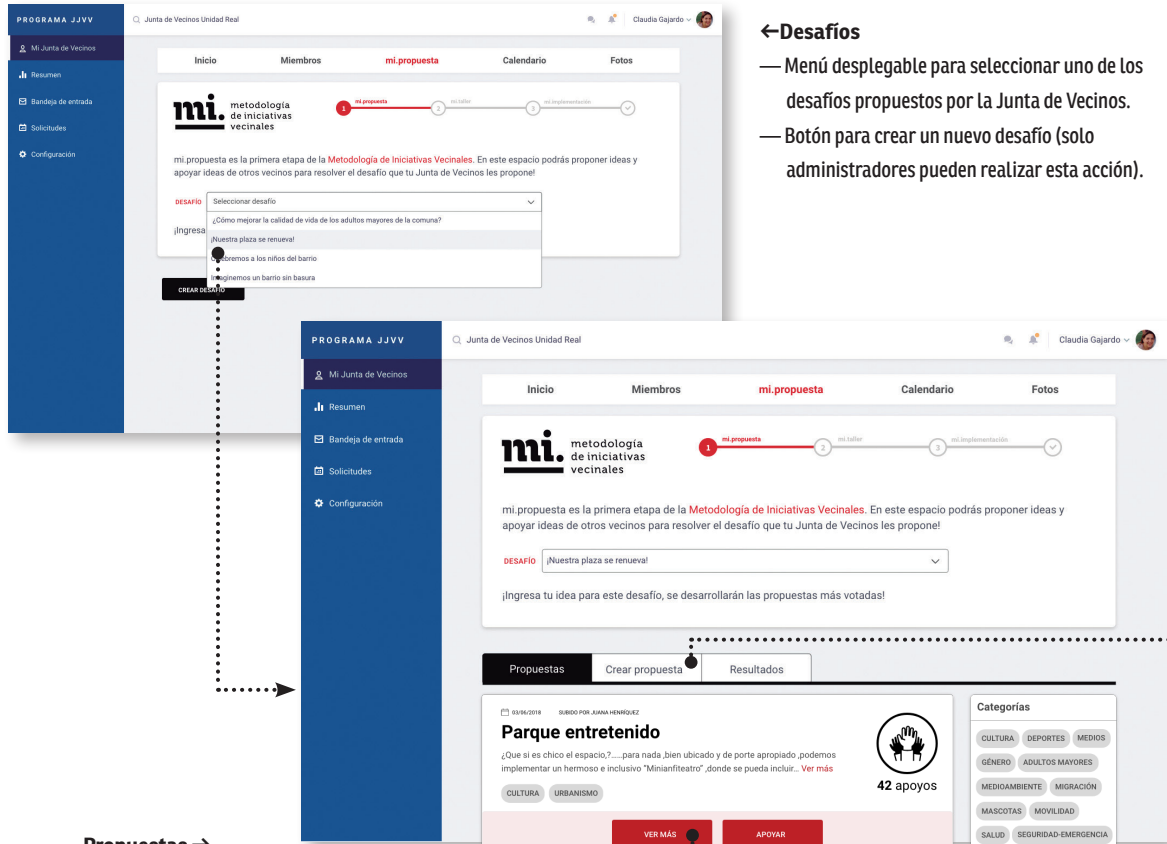 PROGRAMA JJVV
Junta de Vecinos Unidad Real
Claudia Gajardo
Mi Junta de Vecinos
Resumen
Bandeja de entrada
Solicitudes
Configuración
Inicio
Miembros
mi.propuesta
Calendario
Fotos
mi. metodología
de iniciativas
vecinales
1 mi.propuesta
2 mi.taller
3 mi.implementación
mi.propuesta es la primera etapa de la Metodología de Iniciativas Vecinales. En este espacio podrás proponer ideas y
apoyar ideas de otros vecinos para resolver el desafío que tu Junta de Vecinos les propone!
DESAFÍO Seleccionar desafío
¿Cómo mejorar la calidad de vida de los adultos mayores de la comuna?
¡Ingresa
¡Nuestra plaza se renueva!
Celebremos a los niños del barrio
Imaginemos un barrio sin basura
CREAR DESAFÍO
←Desafíos
— Menú desplegable para seleccionar uno de los
desafíos propuestos por la Junta de Vecinos.
— Botón para crear un nuevo desafío (solo
administradores pueden realizar esta acción).
PROGRAMA JJVV
Junta de Vecinos Unidad Real
Claudia Gajardo
Mi Junta de Vecinos
Resumen
Bandeja de entrada
Solicitudes
Configuración
Inicio
Miembros
mi.propuesta
Calendario
Fotos
mi. metodología
de iniciativas
vecinales
1 mi.propuesta
2 mi.taller
3 mi.implementación
mi.propuesta es la primera etapa de la Metodología de Iniciativas Vecinales. En este espacio podrás proponer ideas y
apoyar ideas de otros vecinos para resolver el desafío que tu Junta de Vecinos les propone!
DESAFÍO ¡Nuestra plaza se renueva!
¡Ingresa tu idea para este desafío, se desarrollarán las propuestas más votadas!
Propuestas
Crear propuesta
Resultados
03/06/2018 SUBIDO POR JUANA HENRÍQUEZ
Parque entretenido
¿Que si es chico el espacio,?......para nada ,bien ubicado y de porte apropiado ,podemos
implementar un hermoso e inclusivo "Minianfiteatro" ,donde se pueda incluir... Ver más
CULTURA URBANISMO
42 apoyos
VER MÁS
APOYAR
Categorías
CULTURA DEPORTES MEDIOS
GÉNERO ADULTOS MAYORES
MEDIOAMBIENTE MIGRACIÓN
MASCOTAS MOVILIDAD
SALUD SEGURIDAD-EMERGENCIA
Propuestas →